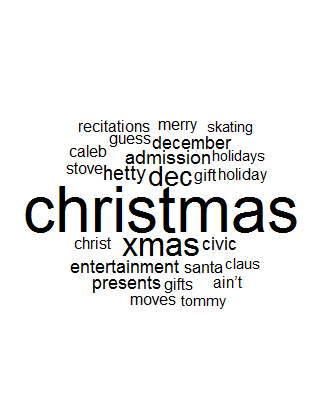 recitations merry skating
guess december
caleb admission holidays
stove hetty dec gift holiday
christmas
christ xmas civic
entertainment santa claus
presents gifts ain't
moves tommy